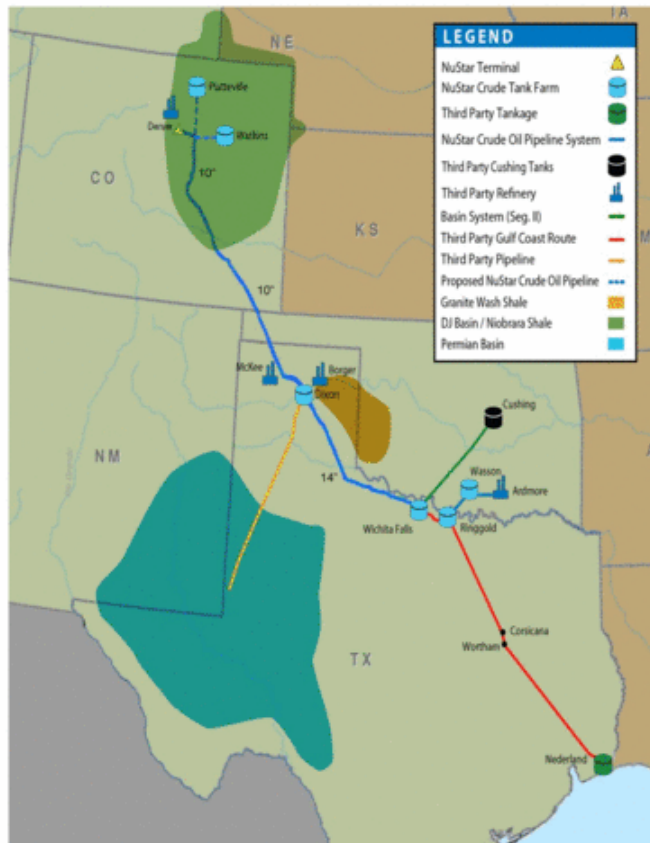 NE
IA
LEGEND
NuStar Terminal
NuStar Crude Tank Farm
Third Party Tankage
NuStar Crude Oil Pipeline System
Third Party Cushing Tanks
Third Party Refinery
Basin System (Seg. II)
Third Party Gulf Coast Route
Third Party Pipeline
Proposed NuStar Crude Oil Pipeline
Granite Wash Shale
DJ Basin / Niobrara Shale
Permian Basin
Platteville
Denver
Watkins
10"
CO
KS
M
10"
McKee
Borger
Dixon
Cushing
NM
A
14"
Wasson
Ardmore
Wichita Falls
Ringgold
Corsicana
Wortham
TX
Nederland